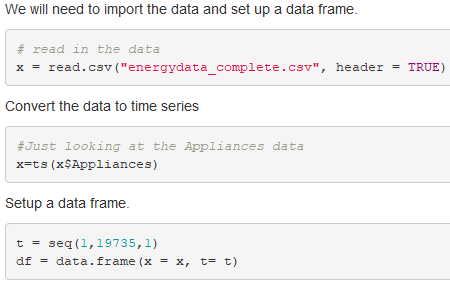 We will need to import the data and set up a data frame.
# read in the data
x = read.csv("energydata_complete.csv", header = TRUE)
Convert the data to time series
#Just looking at the Appliances data
x=ts(x$Appliances)
Setup a data frame.
t = seq(1,19735,1)
df = data.frame(x = x, t= t)